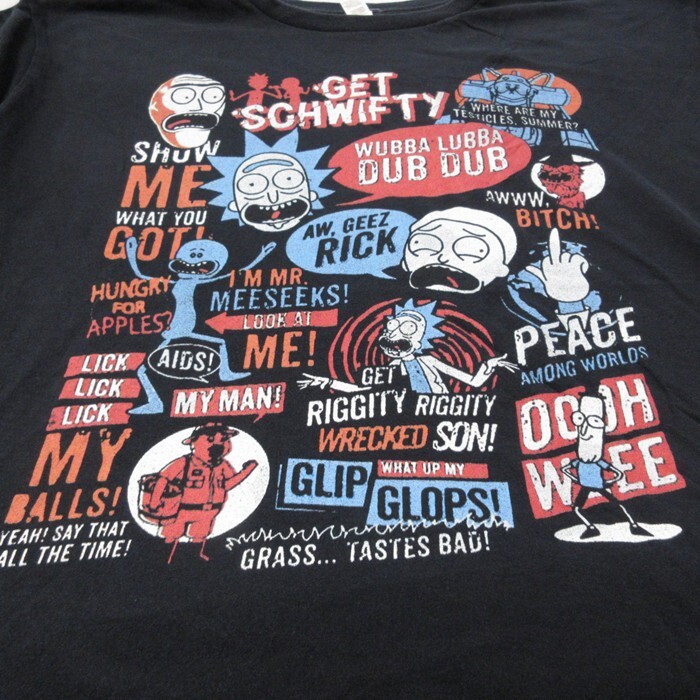 GET
SCHWIFTY
WHERE ARE MY
TESTICLES, SUMMER?
SHOW
ME
WHAT YOU
GOT!
WUBBA LUBBA
DUB DUB
AWWW,
BITCH!
AW, GEEZ
RICK
HUNGRY
FOR
APPLES?
I'M MR.
MEESEEKS!
LOOK AT
ME!
PEACE
AMONG WORLDS
LICK
LICK
LICK
MY
BALLS!
YEAH! SAY THAT
ALL THE TIME!
AIDS!
MY MAN!
GET
RIGGITY RIGGITY
WRECKED SON!
OOOH
WEE
WHAT UP MY
GLIP
GLOPS!
GRASS... TASTES BAD!